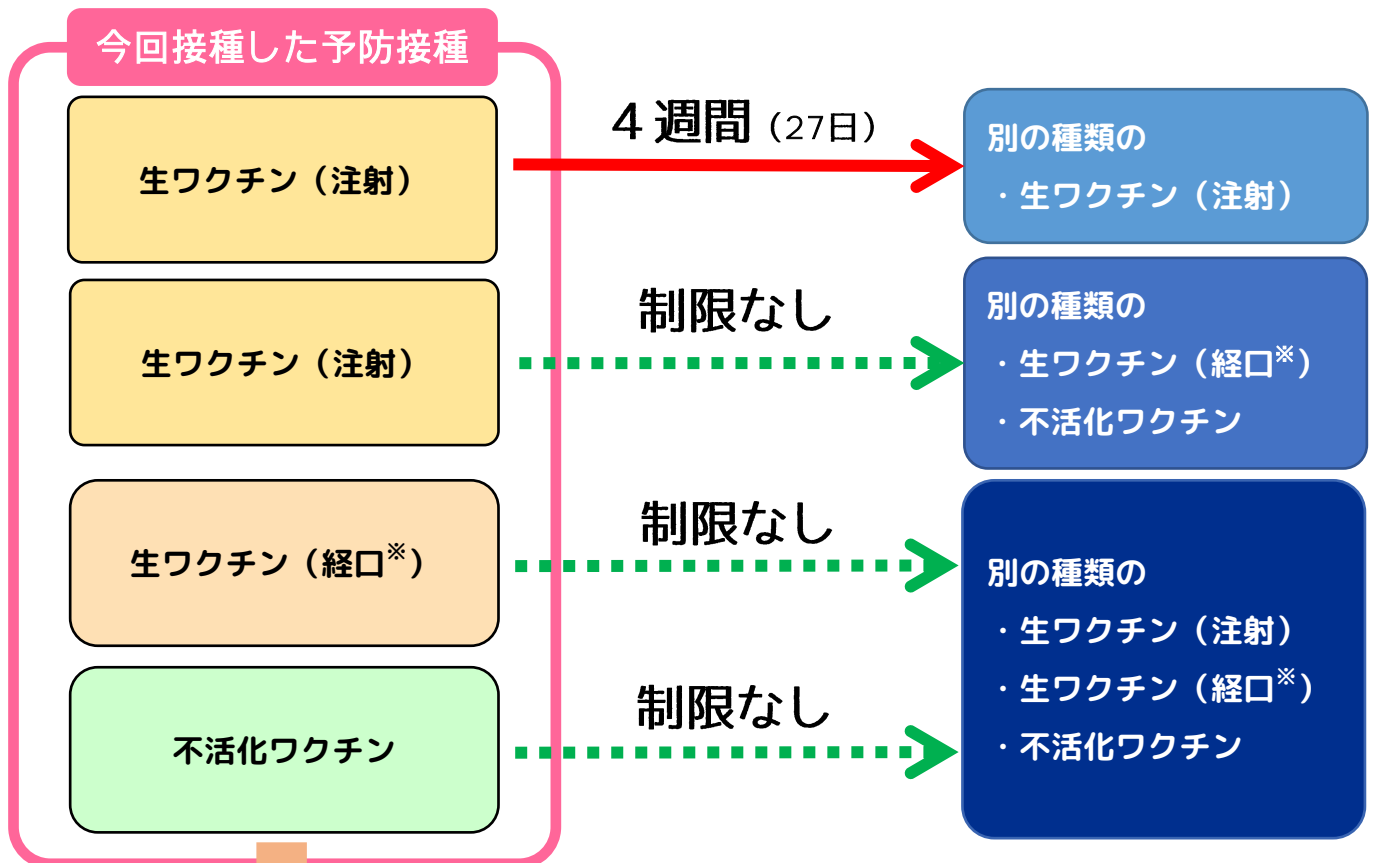 今回接種した予防接種
生ワクチン（注射）
４週間（27日）
別の種類の
・生ワクチン（注射）
生ワクチン（注射）
制限なし
別の種類の
・生ワクチン（経口※）
・不活化ワクチン
生ワクチン（経口※）
制限なし
不活化ワクチン
制限なし
別の種類の
・生ワクチン（注射）
・生ワクチン（経口※）
・不活化ワクチン